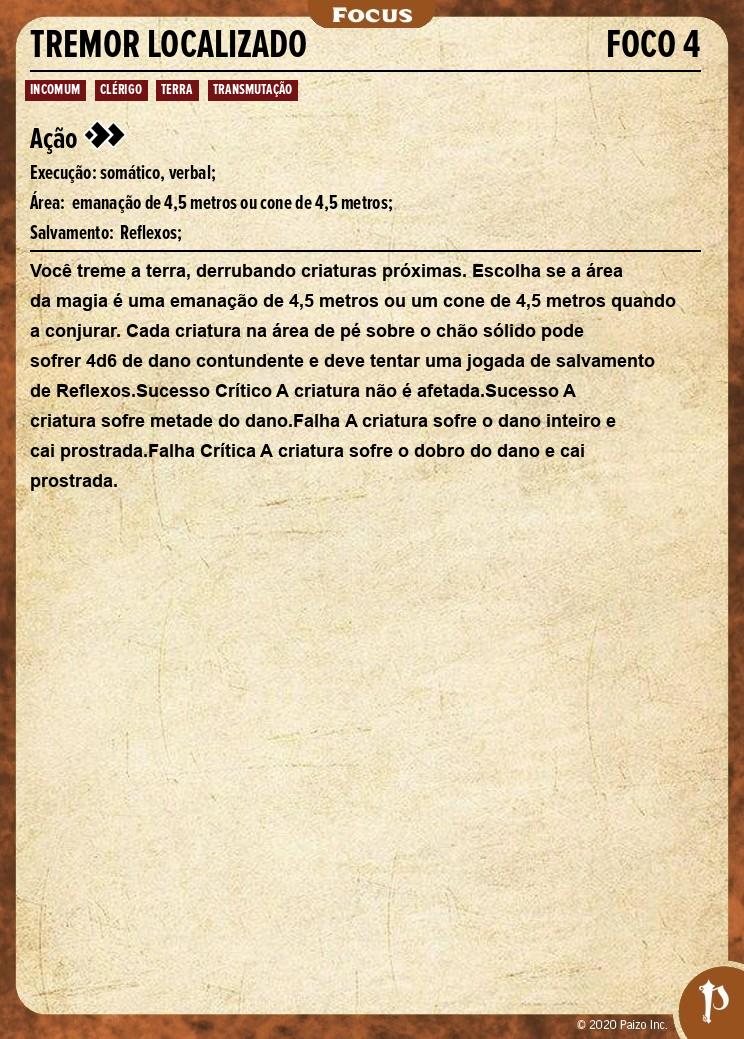 Focus
TREMOR LOCALIZADO FOCO 4
INCOMUM CLÉRIGO TERRA TRANSMUTAÇÃO
Ação
Execução: somático, verbal;
Área: emanação de 4,5 metros ou cone de 4,5 metros;
Salvamento: Reflexos;
Você treme a terra, derrubando criaturas próximas. Escolha se a área
da magia é uma emanação de 4,5 metros ou um cone de 4,5 metros quando
a conjurar. Cada criatura na área de pé sobre o chão sólido pode
sofrer 4d6 de dano contundente e deve tentar uma jogada de salvamento
de Reflexos.Sucesso Crítico A criatura não é afetada.Sucesso A
criatura sofre metade do dano.Falha A criatura sofre o dano inteiro e
cai prostrada.Falha Crítica A criatura sofre o dobro do dano e cai
prostrada.
© 2020 Paizo Inc.
P